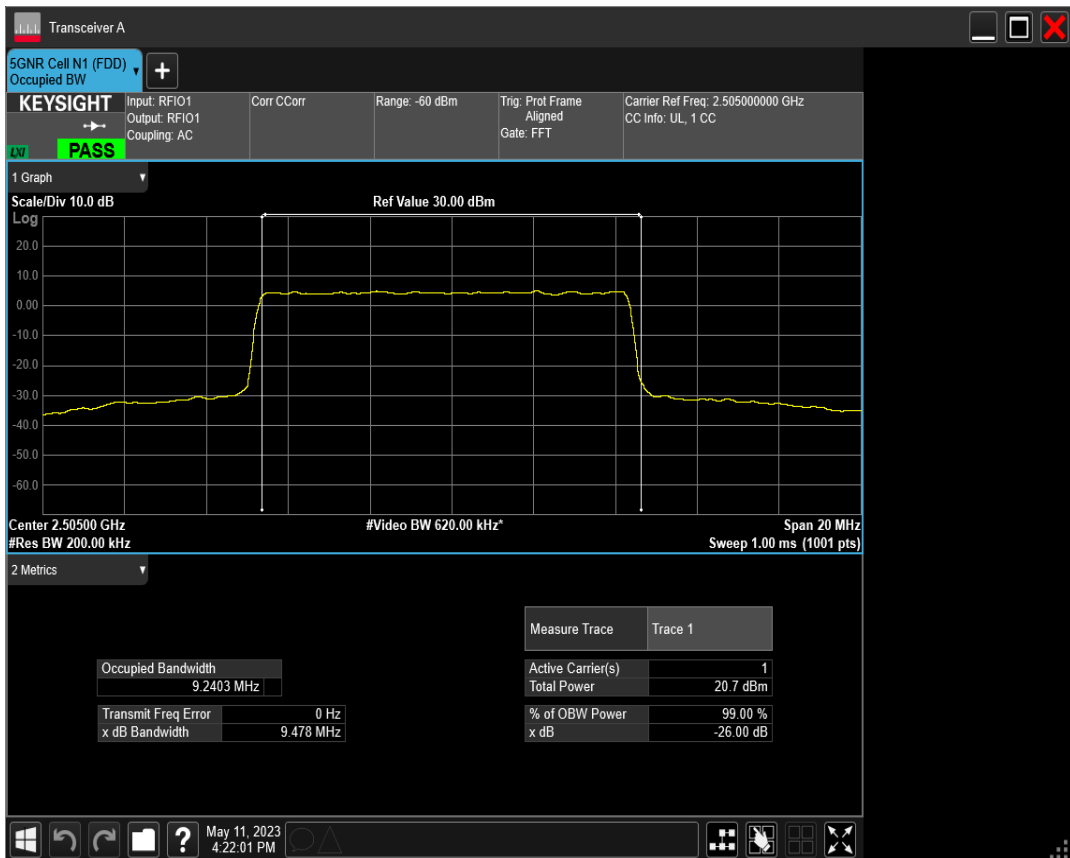 Transceiver A
5GNR Cell N1 (FDD)
Occupied BW
KEYSIGHT
LXI
PASS
Input: RFIO1
Output: RFIO1
Coupling: AC
Corr CCorr
Range: -60 dBm
Trig: Prot Frame
Aligned
Gate: FFT
Carrier Ref Freq: 2.505000000 GHz
CC Info: UL, 1 CC
1 Graph
Scale/Div 10.0 dB
Ref Value 30.00 dBm
Log
20.0
10.0
0.00
-10.0
-20.0
-30.0
-40.0
-50.0
-60.0
Center 2.50500 GHz
#Video BW 620.00 kHz*
Span 20 MHz
#Res BW 200.00 kHz
Sweep 1.00 ms (1001 pts)
2 Metrics
Measure Trace Trace 1
Occupied Bandwidth
9.2403 MHz
Active Carrier(s) 1
Total Power 20.7 dBm
Transmit Freq Error 0 Hz
x dB Bandwidth 9.478 MHz
% of OBW Power 99.00 %
x dB -26.00 dB
?
May 11, 2023
4:22:01 PM